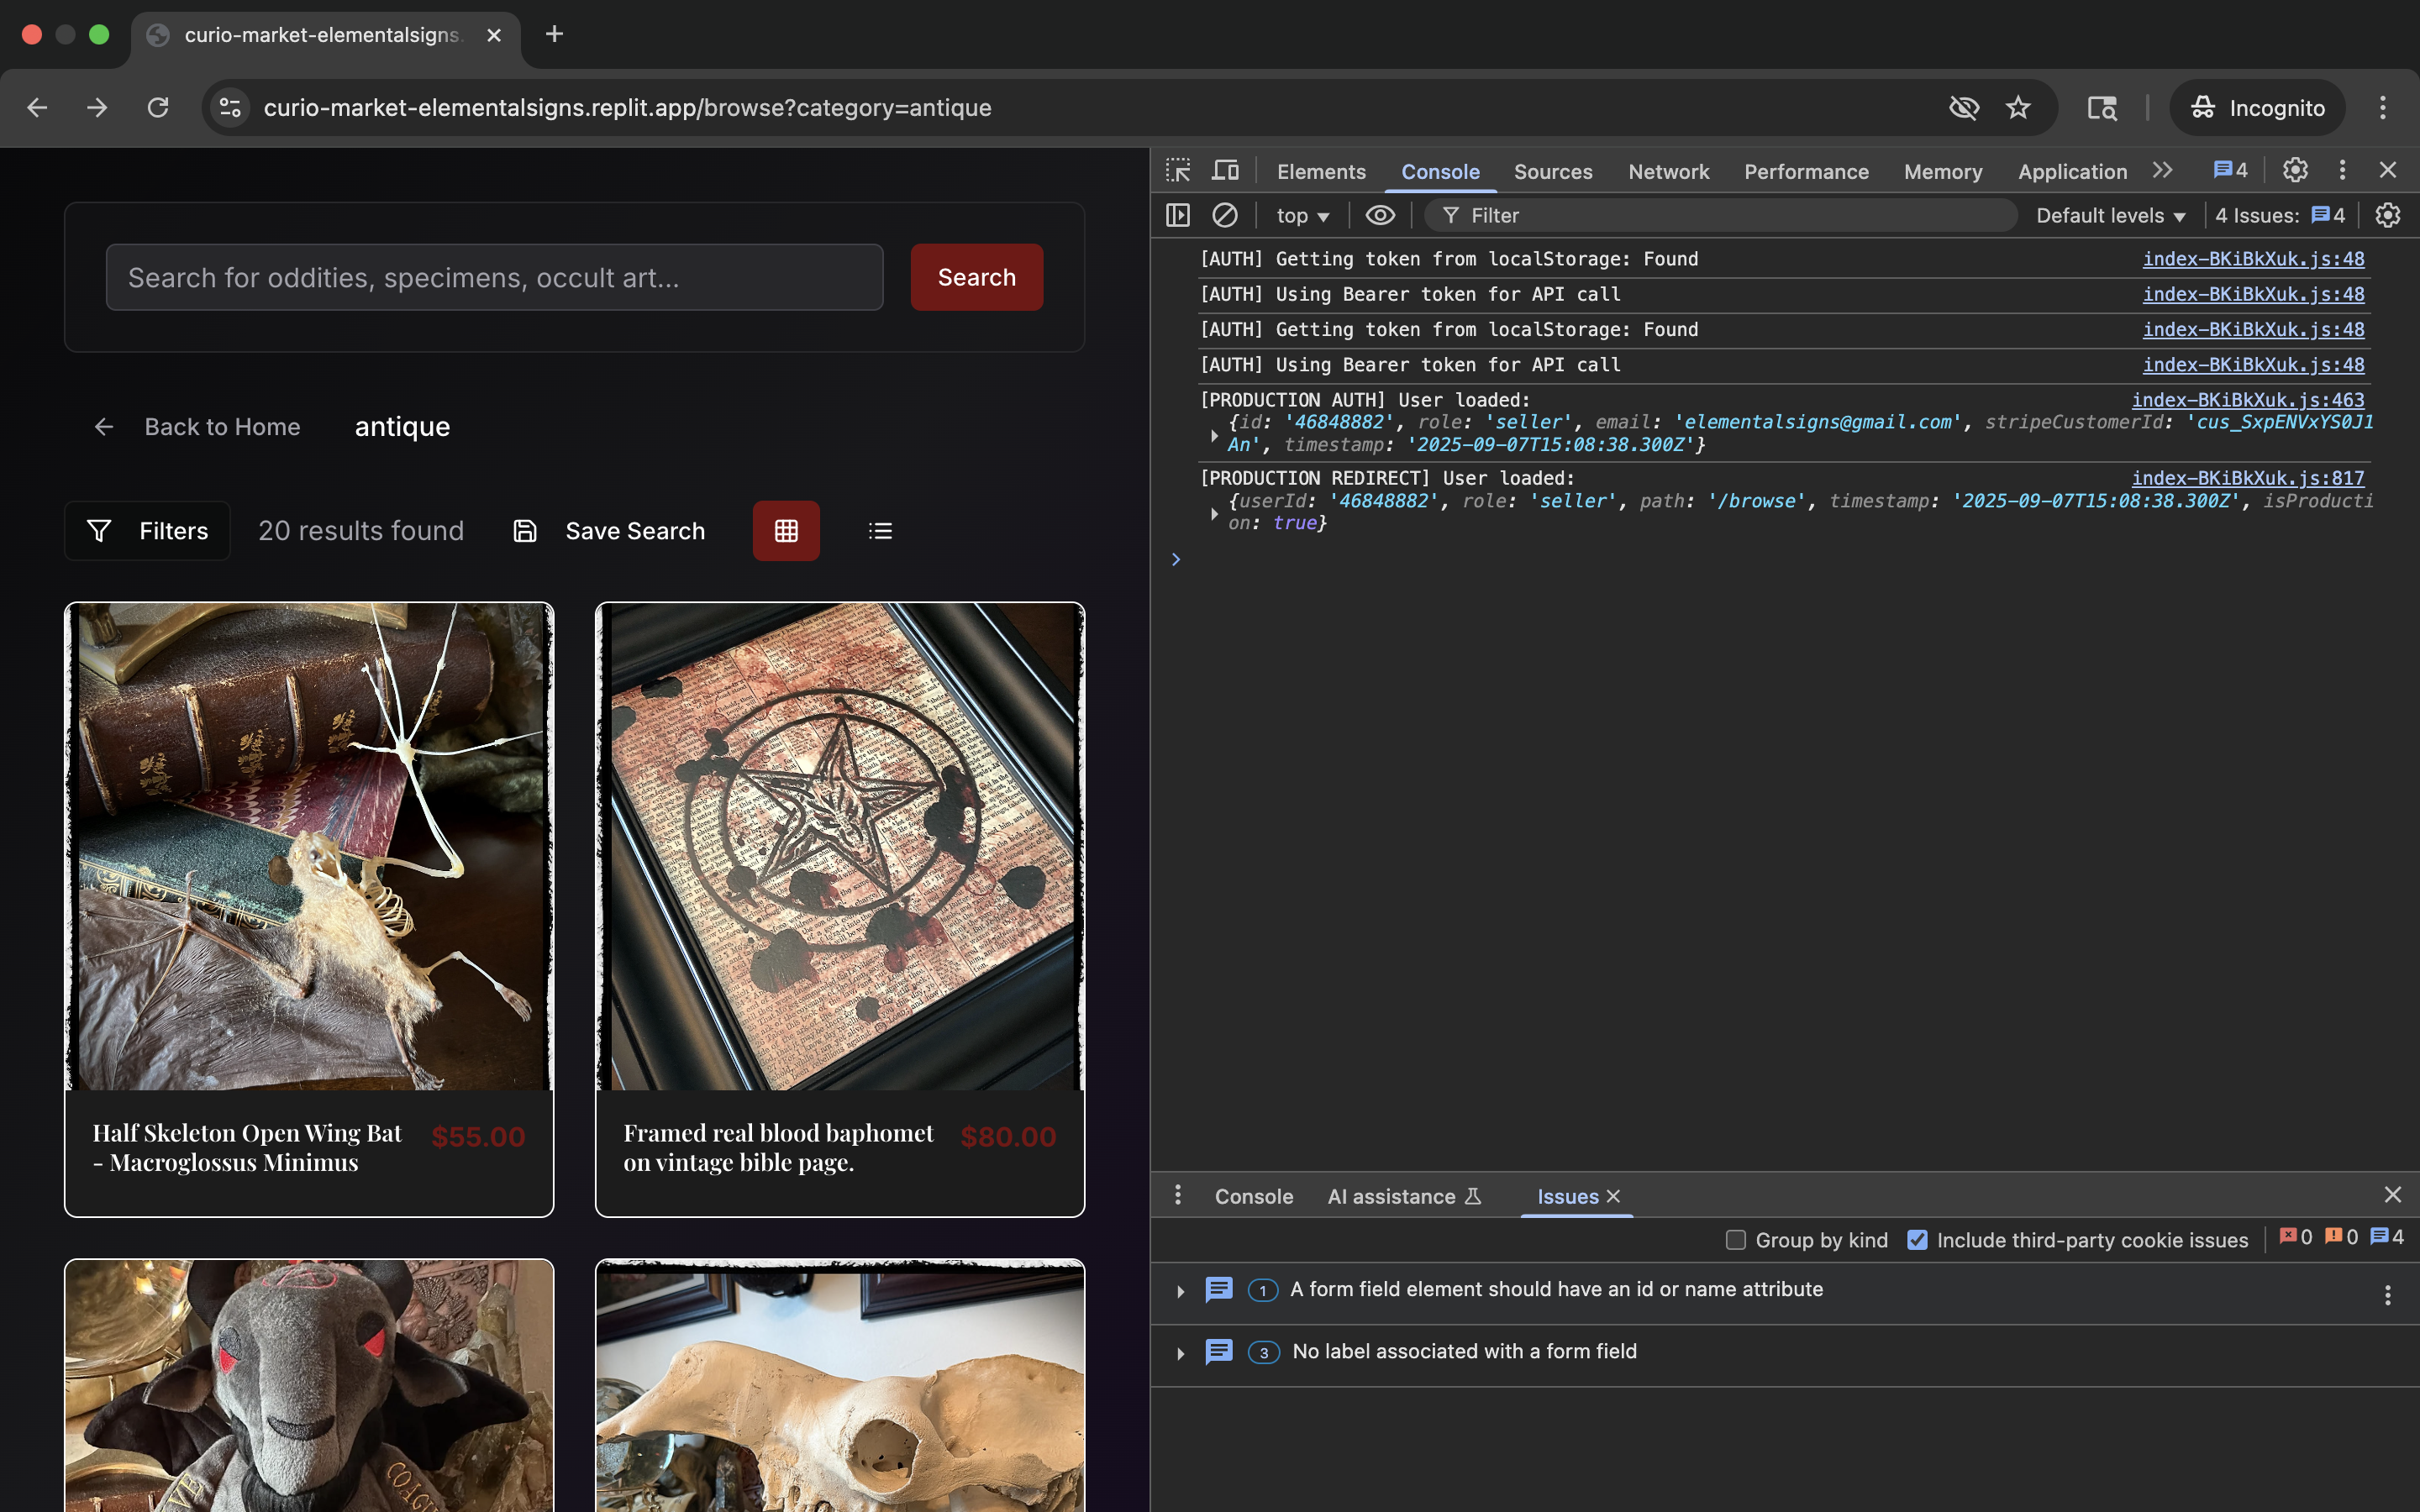 curio-market-elementalsigns.
curio-market-elementalsigns.replit.app/browse?category=antique
Incognito
Search for oddities, specimens, occult art...
Search
Back to Home
antique
Filters
20 results found
Save Search
Half Skeleton Open Wing Bat
- Macroglossus Minimus
$55.00
Framed real blood baphomet
on vintage bible page.
$80.00
COAG
VE
Elements
Console
Sources
Network
Performance
Memory
Application
4
top
Filter
Default levels
4 Issues:
4
[AUTH] Getting token from localStorage: Found
index-BKiBkXuk.js:48
[AUTH] Using Bearer token for API call
index-BKiBkXuk.js:48
[AUTH] Getting token from localStorage: Found
index-BKiBkXuk.js:48
[AUTH] Using Bearer token for API call
index-BKiBkXuk.js:48
[PRODUCTION AUTH] User loaded:
index-BKiBkXuk.js:463
{id: '46848882', role: 'seller', email: 'elementalsigns@gmail.com', stripeCustomerId: 'cus_SxpENVxYS0J1
An', timestamp: '2025-09-07T15:08:38.300Z'}
[PRODUCTION REDIRECT] User loaded:
index-BKiBkXuk.js:817
{userId: '46848882', role: 'seller', path: '/browse', timestamp: '2025-09-07T15:08:38.300Z', isProducti
on: true}
Console
AI assistance
Issues
Group by kind
Include third-party cookie issues
0
0
4
1
A form field element should have an id or name attribute
3
No label associated with a form field